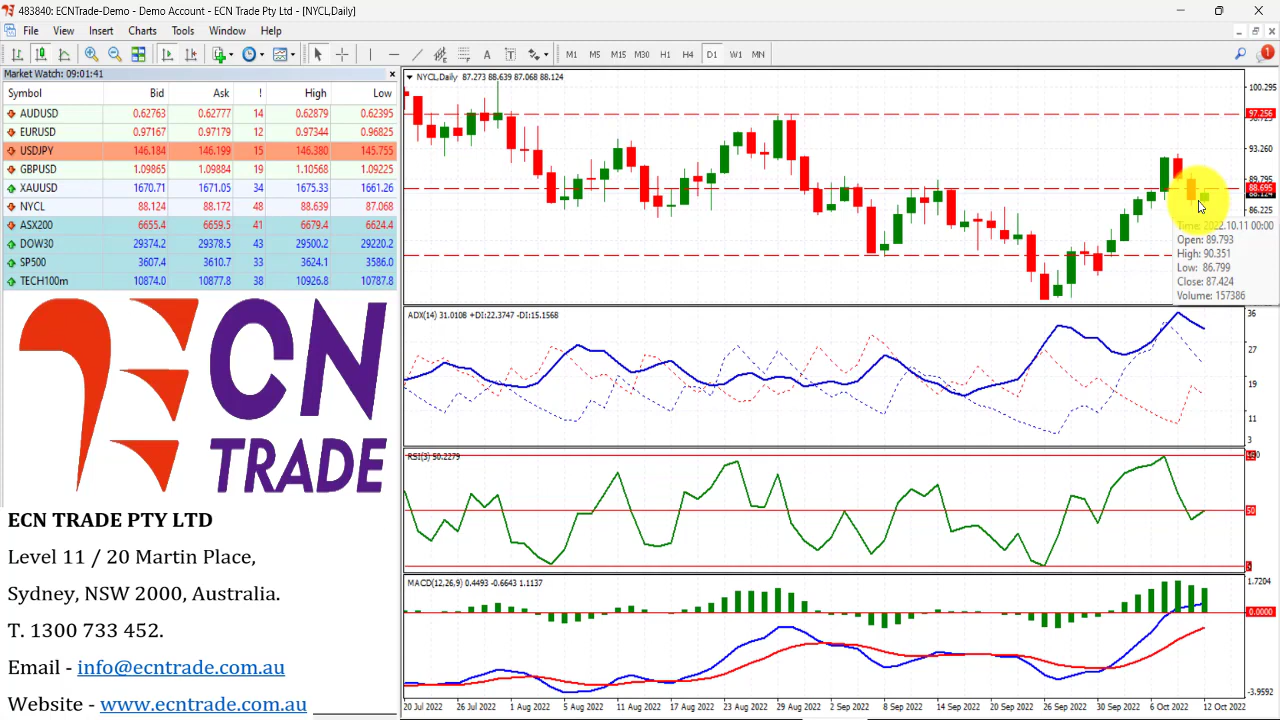 483840: ECNTrade-Demo - Demo Account - ECN Trade Pty Ltd - [NYCL,Daily]
File View Insert Charts Tools Window Help
M1 M5 M15 M30 H1 H4 D1 W1 MN
1
Market Watch: 09:01:41
Symbol Bid Ask ! High Low
AUDUSD 0.62763 0.62777 14 0.62879 0.62395
EURUSD 0.97167 0.97179 12 0.97344 0.96825
USDJPY 146.184 146.199 15 146.380 145.755
GBPUSD 1.09865 1.09884 19 1.10568 1.09225
XAUUSD 1670.71 1671.05 34 1675.33 1661.26
NYCL 88.124 88.172 48 88.639 87.068
ASX200 6655.4 6659.5 41 6679.4 6624.4
DOW30 29374.2 29378.5 43 29500.2 29220.2
SP500 3607.4 3610.7 33 3624.1 3586.0
TECH100m 10874.0 10877.8 38 10926.8 10787.8
ECN
TRADE
ECN TRADE PTY LTD
Level 11 / 20 Martin Place,
Sydney, NSW 2000, Australia.
T. 1300 733 452.
Email - info@ecntrade.com.au
Website - www.ecntrade.com.au
NYCL,Daily 87.273 88.639 87.068 88.124
100.295
97.256
93.260
89.795
88.695
86.225
Time: 2022.10.11 00:00
Open: 89.793
High: 90.351
Low: 86.799
Close: 87.424
Volume: 157386
ADX(14) 31.0108 +DI:22.3747 -DI:15.1568
36
27
19
11
3
RSI(3) 50.2279
50
MACD(12,26,9) 0.4493 -0.6643 1.1137
1.7204
0.0000
-3.9592
20 Jul 2022 26 Jul 2022 1 Aug 2022 5 Aug 2022 11 Aug 2022 17 Aug 2022 23 Aug 2022 29 Aug 2022 2 Sep 2022 8 Sep 2022 14 Sep 2022 20 Sep 2022 26 Sep 2022 30 Sep 2022 6 Oct 2022 12 Oct 2022